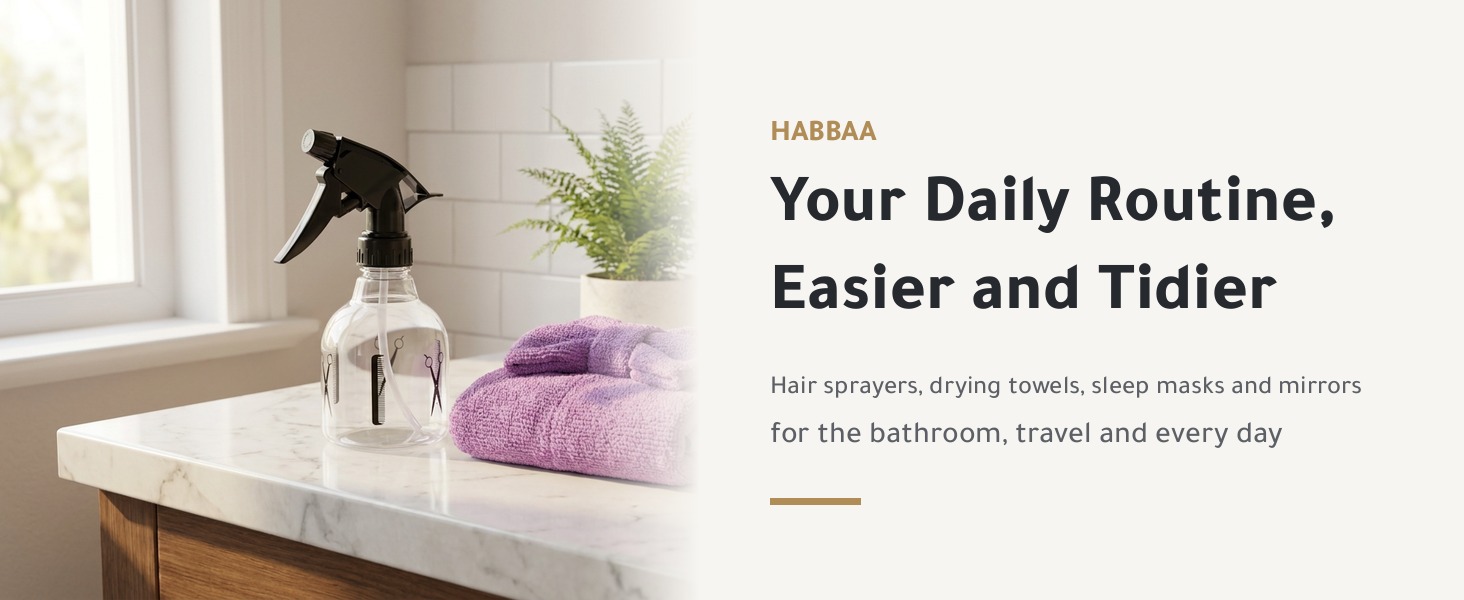 HABBAA
Your Daily Routine,
Easier and Tidier
Hair sprayers, drying towels, sleep masks and mirrors
for the bathroom, travel and every day